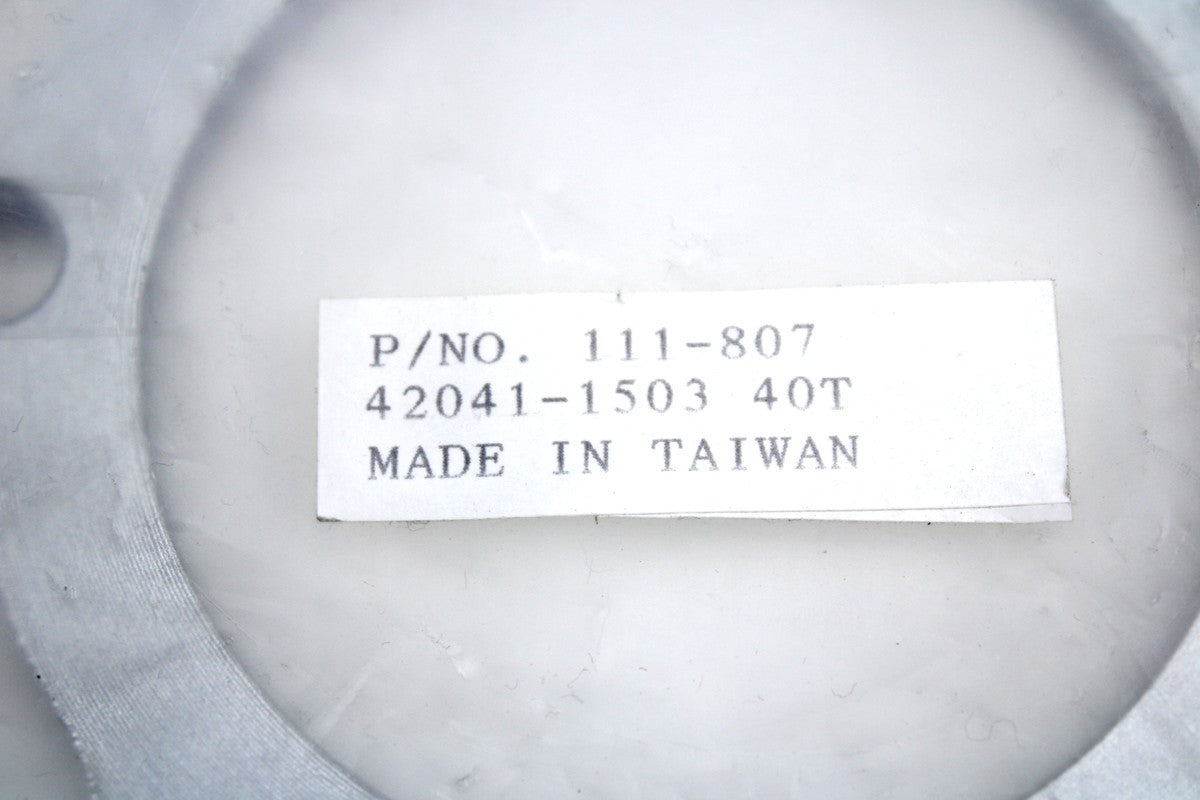 P/NO. 111-807
42041-1503 40T
MADE IN TAIWAN